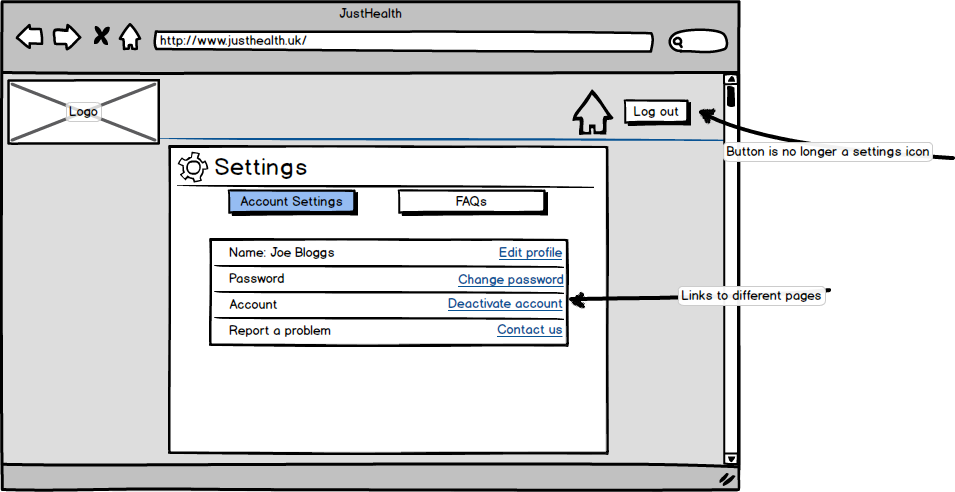 JustHealth
http://www.justhealth.uk/
Logo
Log out
Button is no longer a settings icon
Settings
Account Settings
FAQs
Name: Joe Bloggs
Edit profile
Password
Change password
Account
Deactivate account
Links to different pages
Report a problem
Contact us